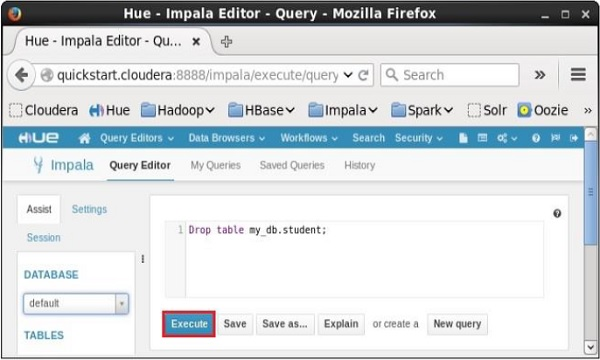 Hue - Impala Editor - Query - Mozilla Firefox
Hue - Impala Editor - Qu...
quickstart.cloudera:8888/impala/execute/query
Search
Cloudera Hue Hadoop HBase Impala Spark Solr Oozie »
HUE Query Editors Data Browsers Workflows Search Security
Impala Query Editor My Queries Saved Queries History
Assist Settings
Session
DATABASE
default
TABLES
1 Drop table my_db.student;
Execute Save Save as... Explain or create a New query